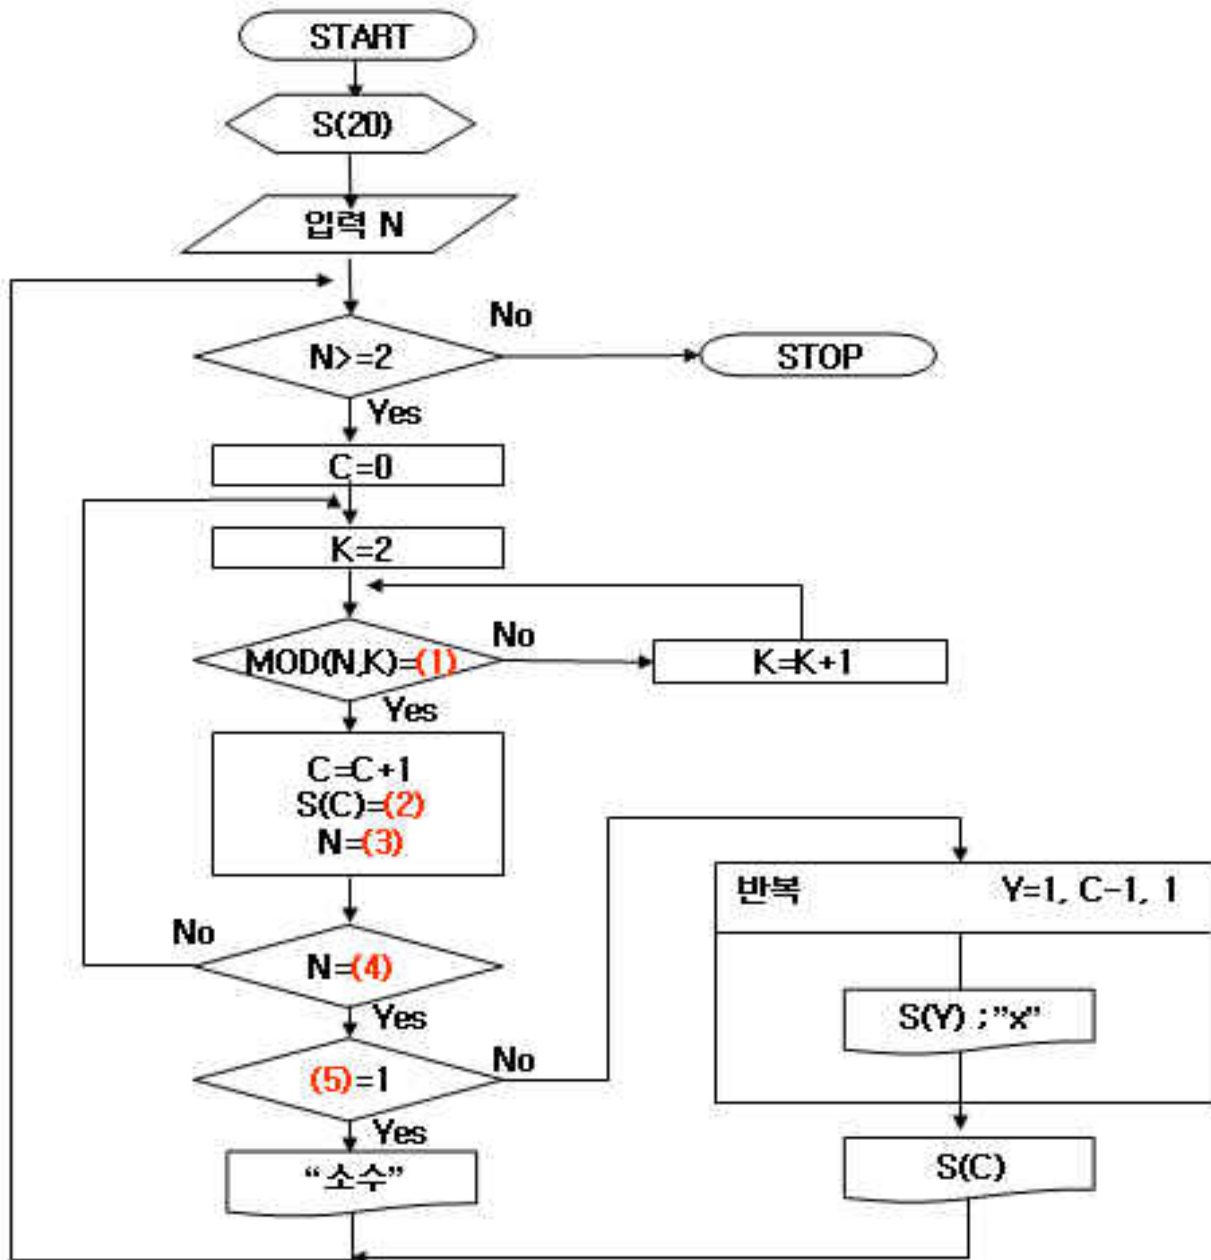 START
S(20)
입력 N
N>=2
No
STOP
Yes
C=0
K=2
MOD(N,K)=(1)
No
K=K+1
Yes
C=C+1
S(C)=(2)
N=(3)
N=(4)
No
Yes
(5)=1
No
Yes
“소수”
반복 Y=1, C-1, 1
S(Y) ;”x”
S(C)